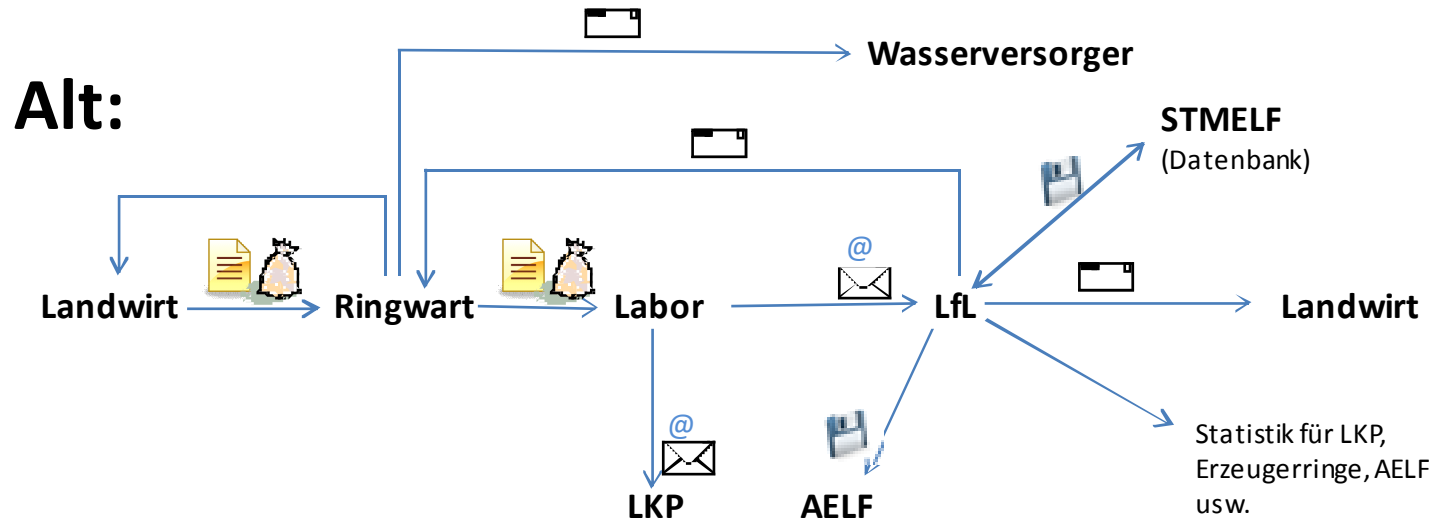 Wasserversorger
Alt:
STMELF
(Datenbank)
@
Landwirt
Ringwart
Labor
LfL
Landwirt
@
Statistik für LKP,
Erzeugerringe, AELF
usw.
LKP
AELF